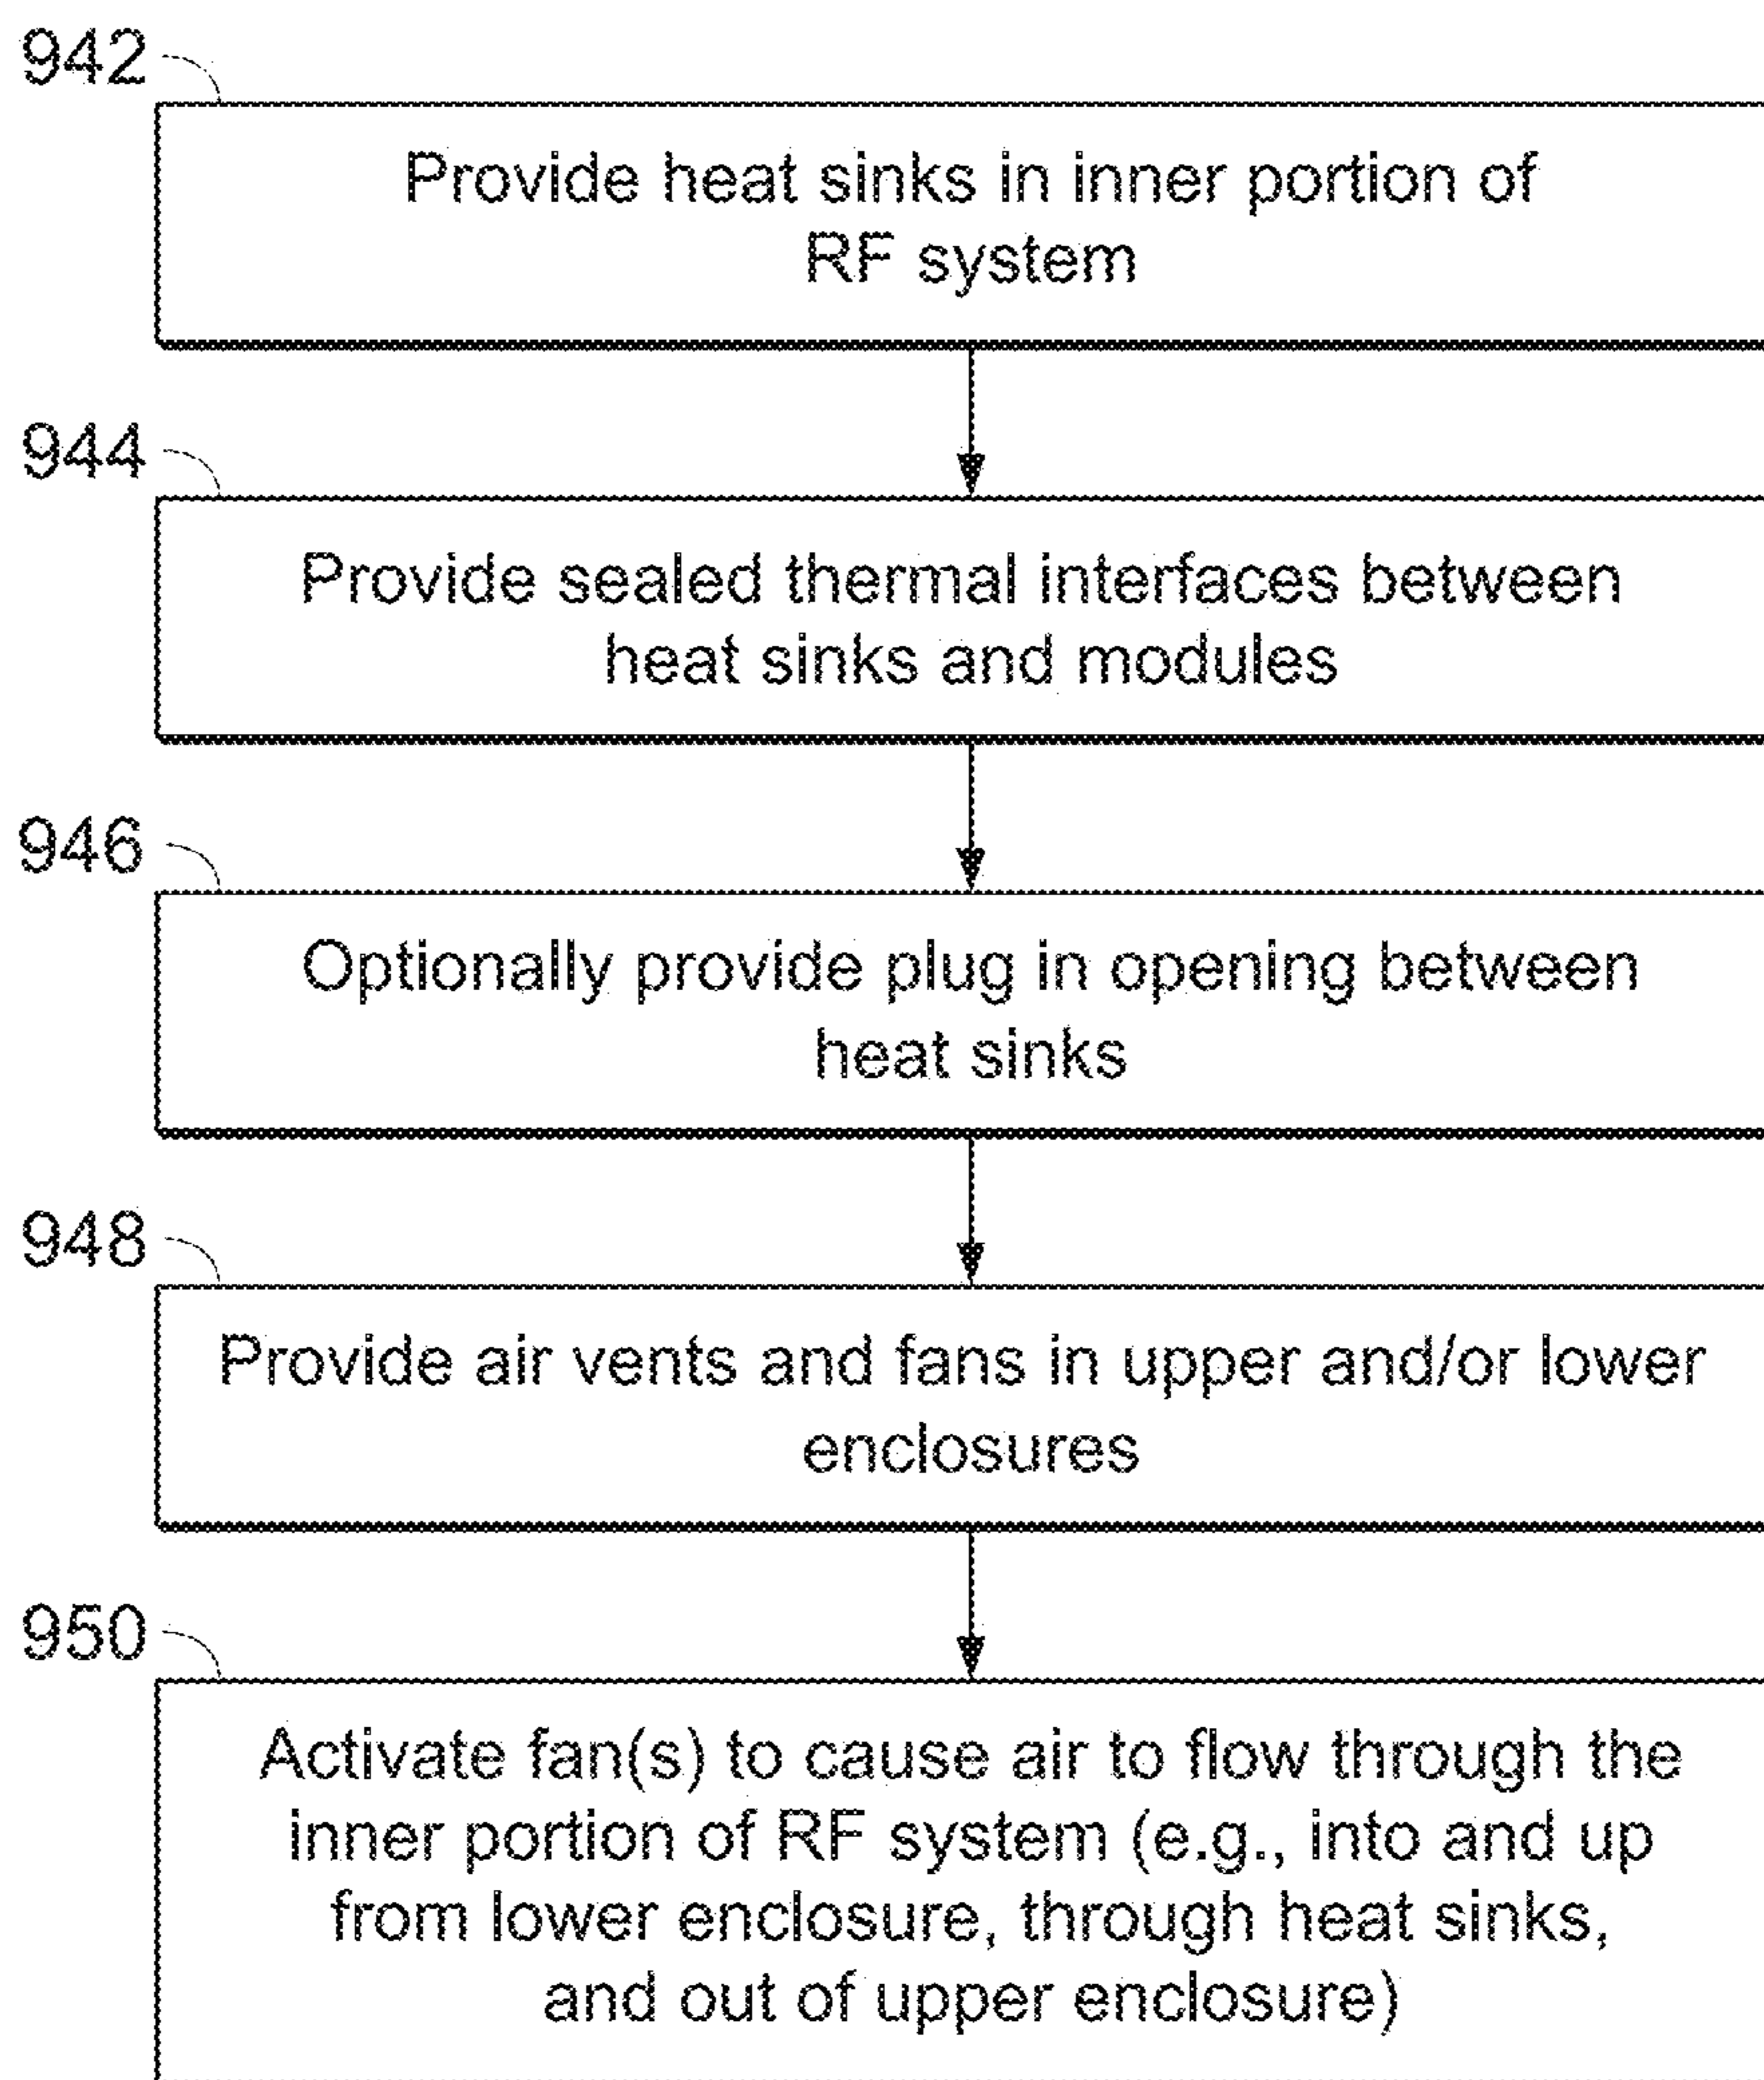 942
Provide heat sinks in inner portion of
RF system
944
Provide sealed thermal interfaces between
heat sinks and modules
946
Optionally provide plug in opening between
heat sinks
948
Provide air vents and fans in upper and/or lower
enclosures
950
Activate fan(s) to cause air to flow through the
inner portion of RF system (e.g., into and up
from lower enclosure, through heat sinks,
and out of upper enclosure)